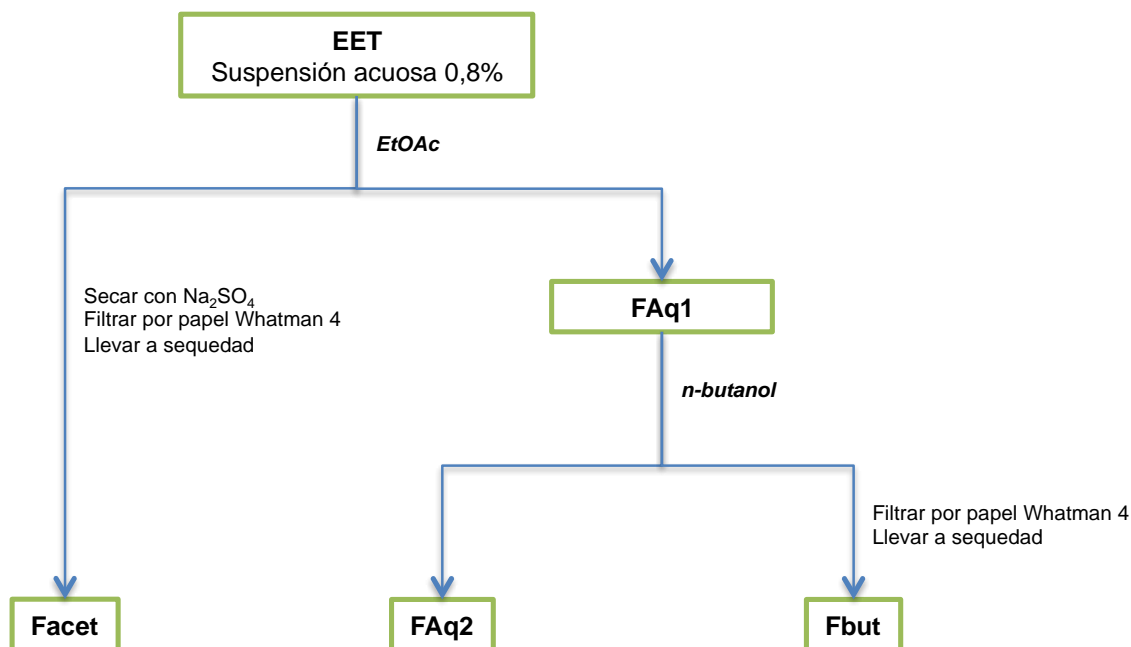 EET
Suspensión acuosa 0,8%
EtOAc
Secar con Na₂SO₄
Filtrar por papel Whatman 4
Llevar a sequedad
FAq1
n-butanol
Filtrar por papel Whatman 4
Llevar a sequedad
Facet
FAq2
Fbut